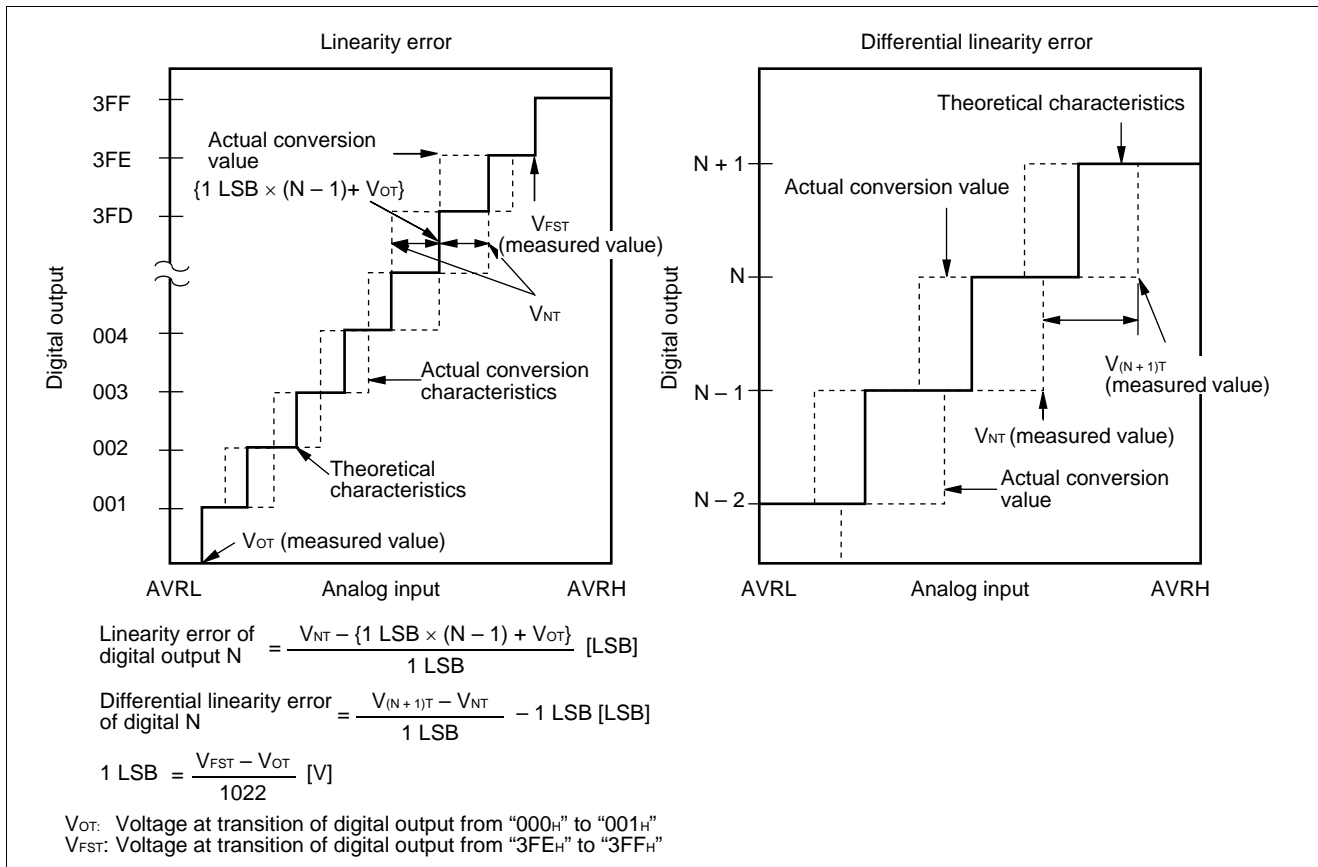 Linearity error
3FF
3FE
3FD
004
003
002
001
Digital output
Actual conversion
value
{1 LSB × (N – 1)+ VOT}
VFST
(measured value)
VNT
Actual conversion
characteristics
Theoretical
characteristics
VOT (measured value)
AVRL
Analog input
AVRH
Differential linearity error
N + 1
N
N – 1
N – 2
Digital output
Theoretical characteristics
Actual conversion value
V(N + 1)T
(measured value)
VNT (measured value)
Actual conversion
value
AVRL
Analog input
AVRH
Linearity error of
digital output N
= VNT – {1 LSB × (N – 1) + VOT}
1 LSB
[LSB]
Differential linearity error
of digital N
= V(N + 1)T – VNT
1 LSB
– 1 LSB [LSB]
1 LSB = VFST – VOT
1022
[V]
VOT: Voltage at transition of digital output from “000H” to “001H”
VFST: Voltage at transition of digital output from “3FEH” to “3FFH”